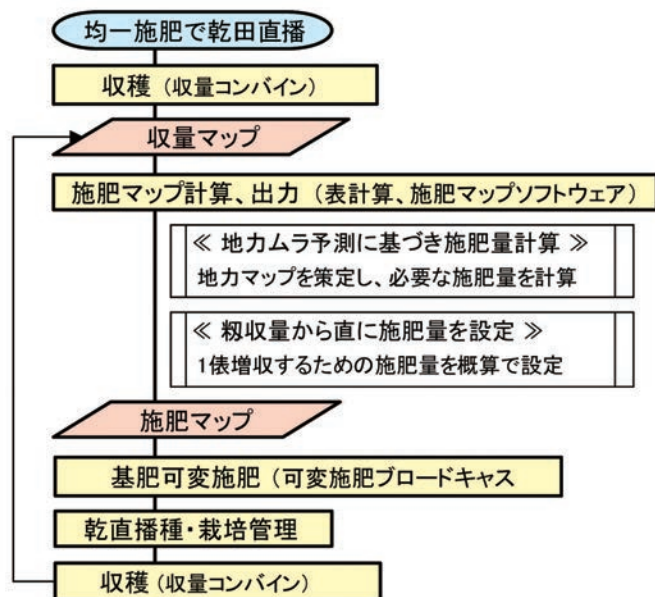 均一施肥で乾田直播
収穫（収量コンバイン）
収量マップ
施肥マップ計算、出力（表計算、施肥マップソフトウェア）
≪ 地力ムラ予測に基づき施肥量計算 ≫
地力マップを策定し、必要な施肥量を計算
≪ 籾収量から直に施肥量を設定 ≫
1俵増収するための施肥量を概算で設定
施肥マップ
基肥可変施肥（可変施肥ブロードキャス
乾直播種・栽培管理
収穫（収量コンバイン）